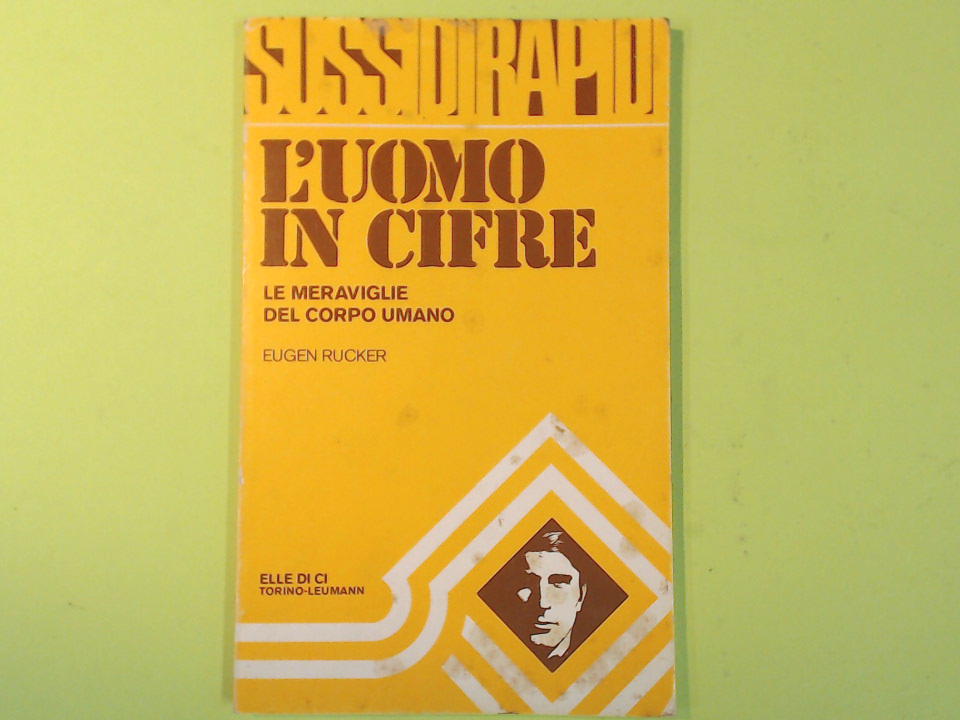 SUSSIDI RAPIDI
L'UOMO
IN CIFRE
LE MERAVIGLIE
DEL CORPO UMANO
EUGEN RUCKER
ELLE DI CI
TORINO-LEUMANN